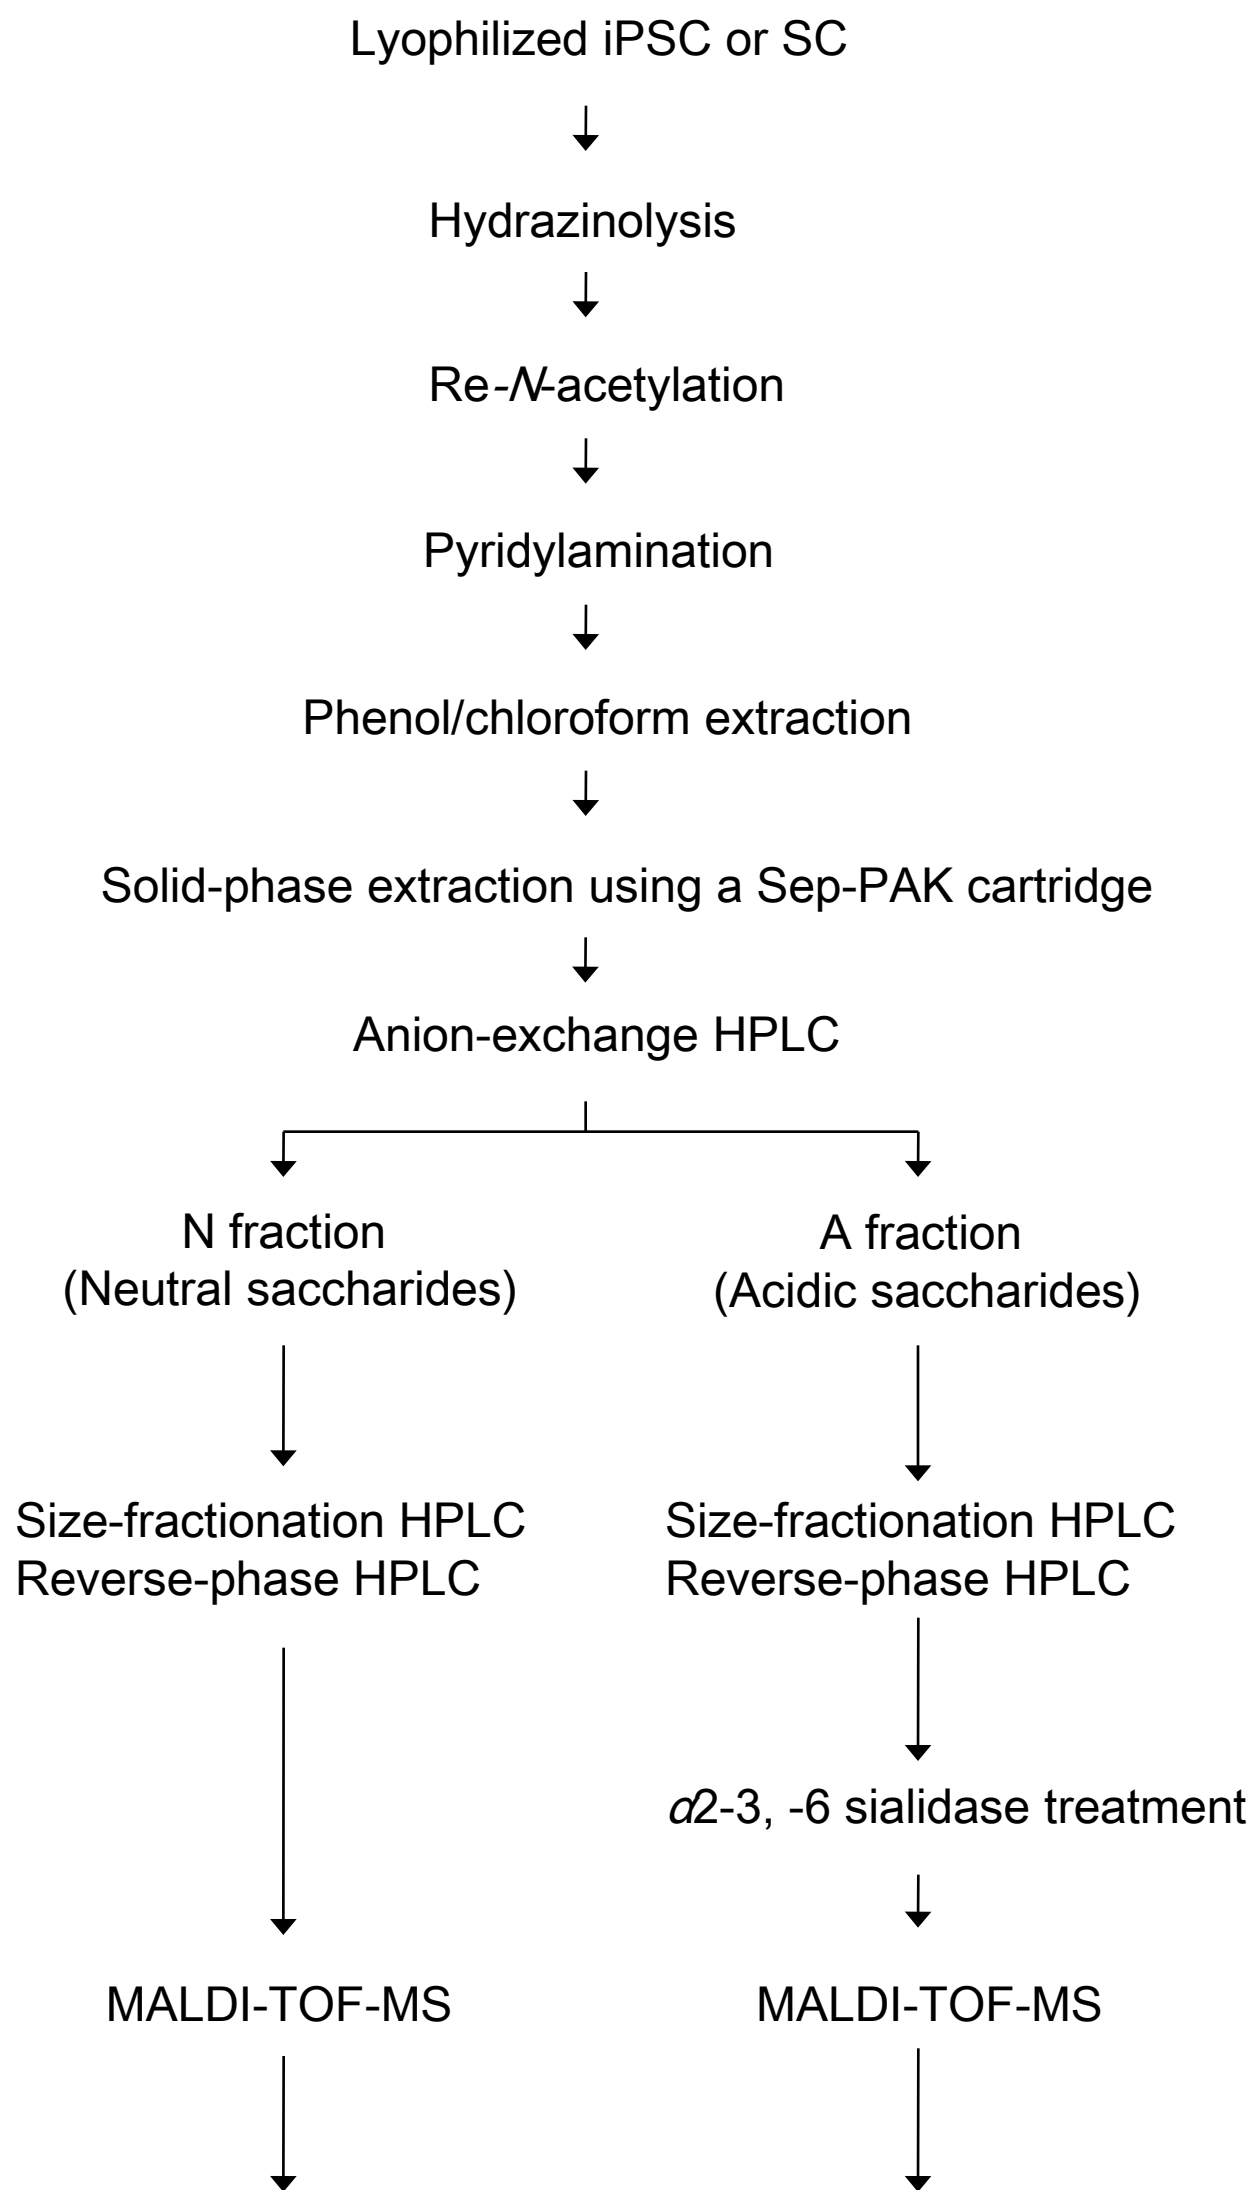 Lyophilized iPSC or SC
Hydrazinolysis
Re-N-acetylation
Pyridylamination
Phenol/chloroform extraction
Solid-phase extraction using a Sep-PAK cartridge
Anion-exchange HPLC
N fraction
(Neutral saccharides)
A fraction
(Acidic saccharides)
Size-fractionation HPLC
Reverse-phase HPLC
Size-fractionation HPLC
Reverse-phase HPLC
α2-3, -6 sialidase treatment
MALDI-TOF-MS
MALDI-TOF-MS